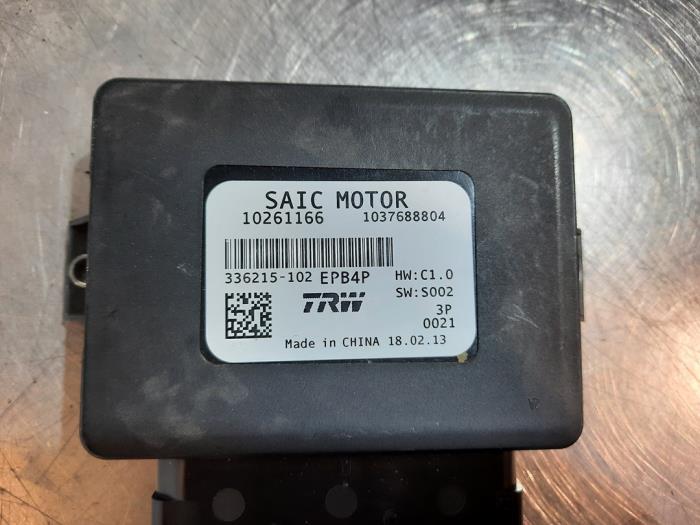 SAIC MOTOR
10261166 1037688804
336215-102 EPB4P HW:C1.0
TRW SW:S002
3P
0021
Made in CHINA 18.02.13